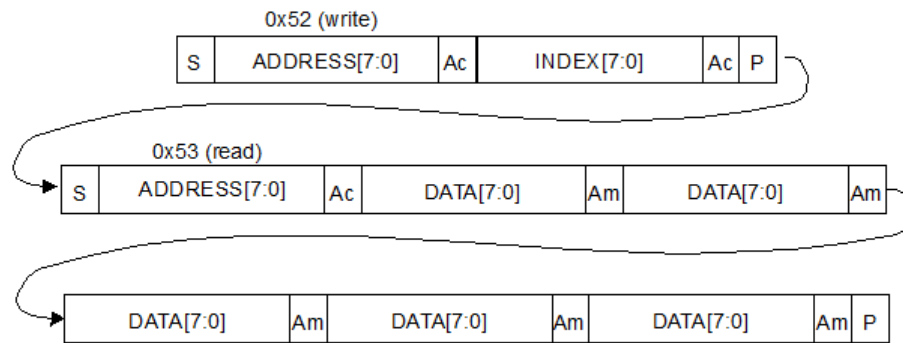 0x52 (write)
S ADDRESS[7:0] Ac INDEX[7:0] Ac P
0x53 (read)
S ADDRESS[7:0] Ac DATA[7:0] Am DATA[7:0] Am
DATA[7:0] Am DATA[7:0] Am DATA[7:0] Am P